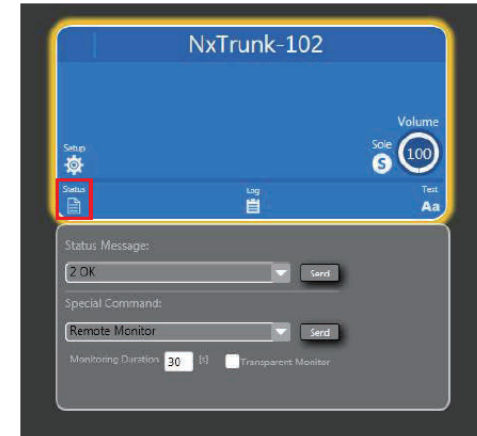 NxTrunk-102
Volume
Setup
Sole
S
100
Status
Log
Text
Aa
Status Message:
2 OK
Send
Special Command:
Remote Monitor
Send
Monitoring Duration 30 [s] Transparent Monitor